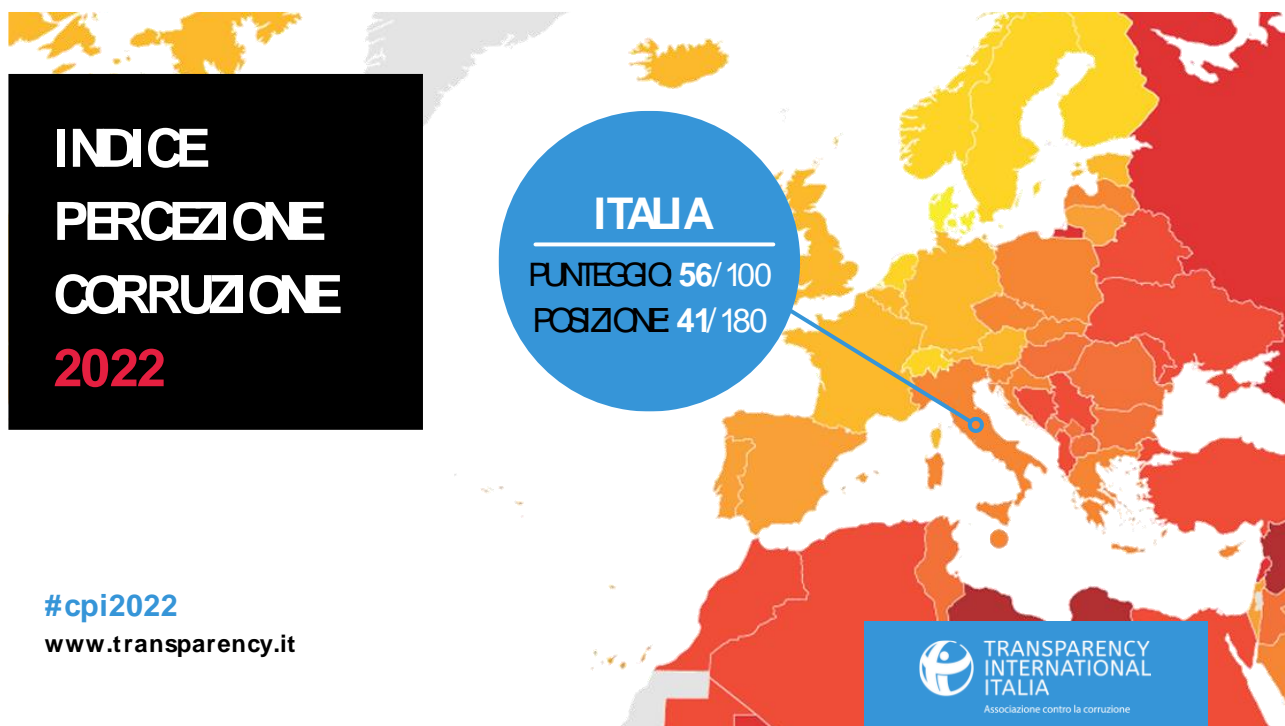 INDICE
PERCEZIONE
CORRUZIONE
2022
ITALIA
PUNTEGGIO: 56/100
POSIZIONE: 41/180
#cpi2022
www.transparency.it
TRANSPARENCY
INTERNATIONAL
ITALIA
Associazione contro la corruzione